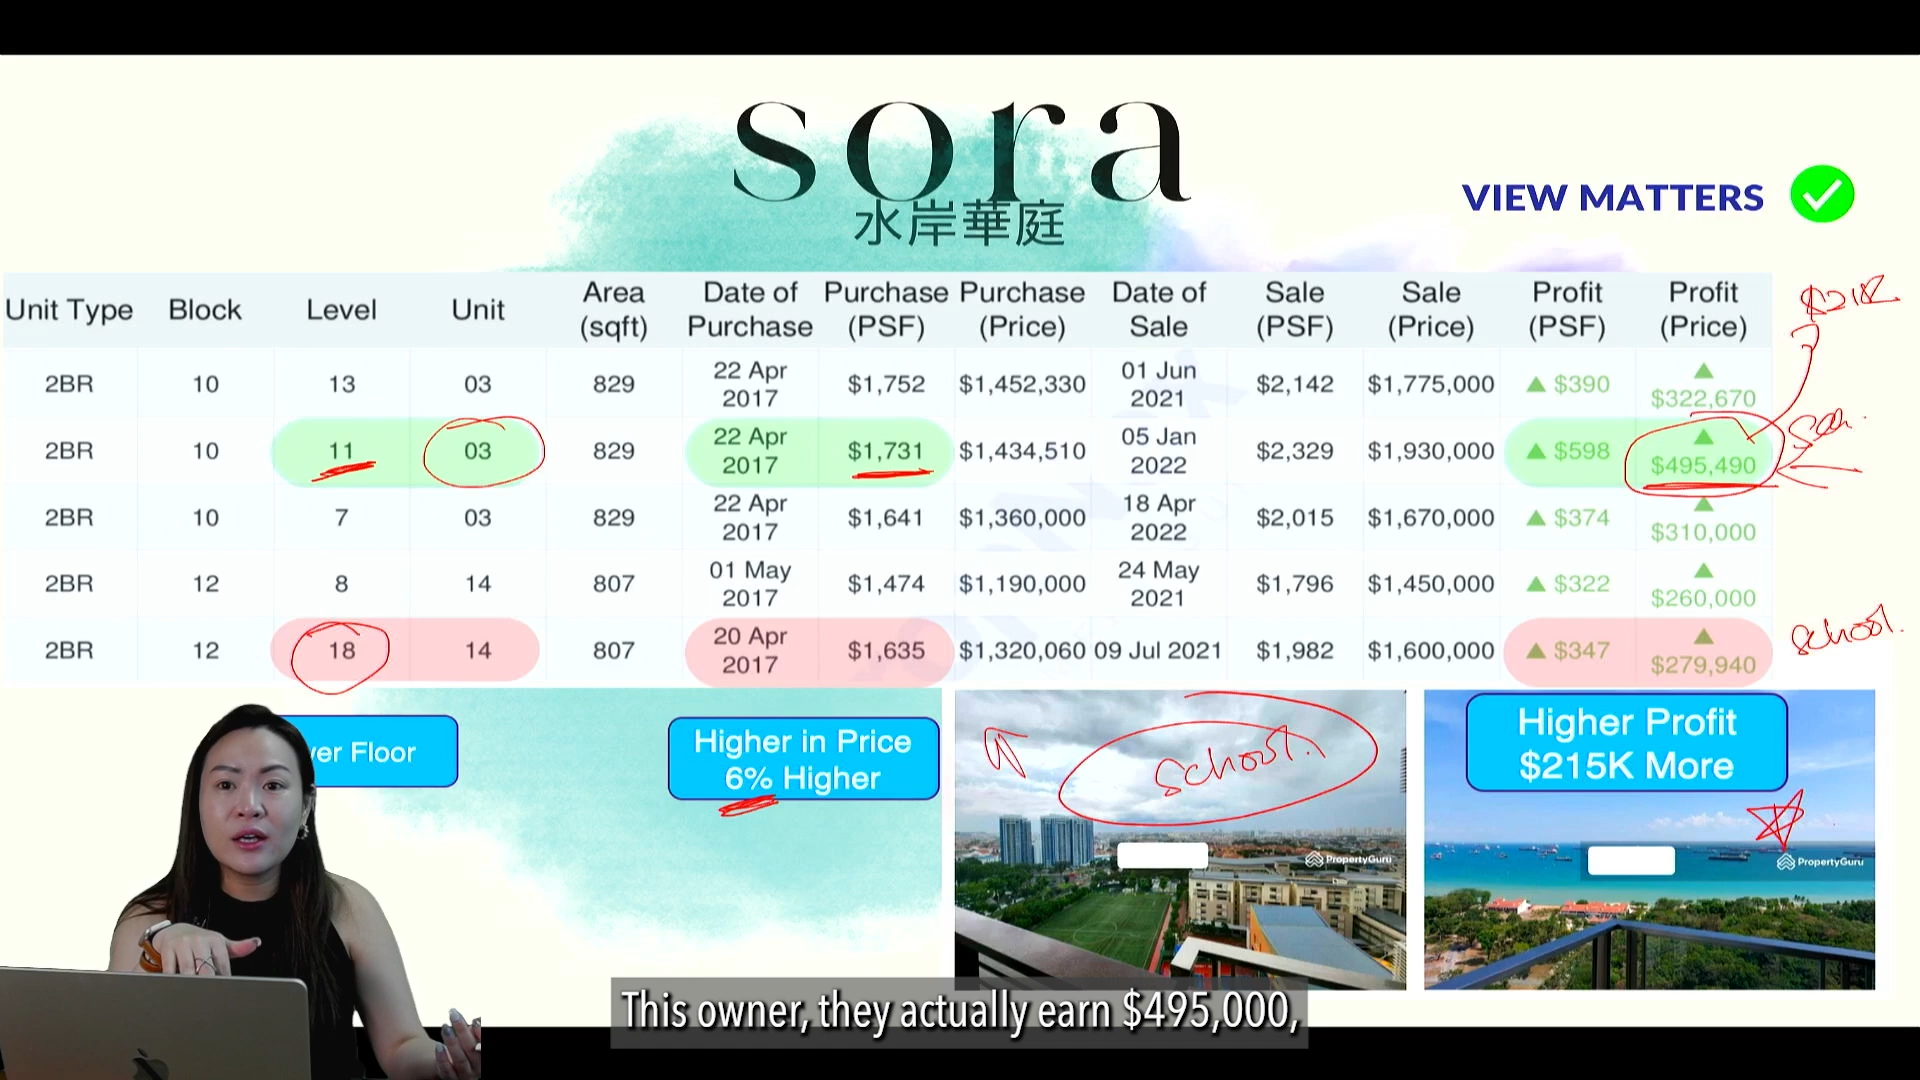 sora
水岸華庭
VIEW MATTERS
Unit Type Block Level Unit Area (sqft) Date of Purchase Purchase (PSF) Purchase (Price) Date of Sale Sale (PSF) Sale (Price) Profit (PSF) Profit (Price)
2BR 10 13 03 829 22 Apr 2017 $1,752 $1,452,330 01 Jun 2021 $2,142 $1,775,000 ▲ $390 ▲ $322,670
2BR 10 11 03 829 22 Apr 2017 $1,731 $1,434,510 05 Jan 2022 $2,329 $1,930,000 ▲ $598 ▲ $495,490
2BR 10 7 03 829 22 Apr 2017 $1,641 $1,360,000 18 Apr 2022 $2,015 $1,670,000 ▲ $374 ▲ $310,000
2BR 12 8 14 807 01 May 2017 $1,474 $1,190,000 24 May 2021 $1,796 $1,450,000 ▲ $322 ▲ $260,000
2BR 12 18 14 807 20 Apr 2017 $1,635 $1,320,060 09 Jul 2021 $1,982 $1,600,000 ▲ $347 ▲ $279,940
school.
Floor
Higher in Price
6% Higher
school.
Higher Profit
$215K More
PropertyGuru
PropertyGuru
This owner, they actually earn $495,000,